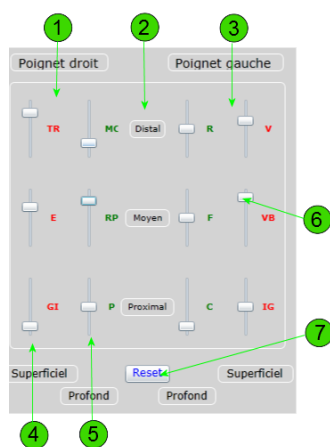 1 2 3
Poignet droit Poignet gauche
TR MC Distal R V
E RP Moyen F VB
6
GI P Proximal C IG
7
Superficiel Reset Superficiel
Profond Profond
4 5